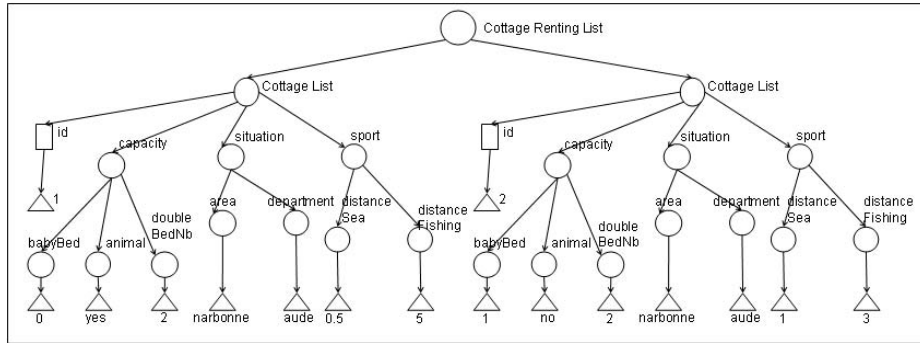 Cottage Renting List
Cottage List
Cottage List
id
capacity
situation
sport
id
capacity
situation
sport
1
babyBed
animal
double
BedNb
area
department
distance
Sea
distance
Fishing
2
babyBed
animal
double
BedNb
area
department
distance
Sea
distance
Fishing
0
yes
2
narbonne
aude
0.5
5
1
no
2
narbonne
aude
1
3